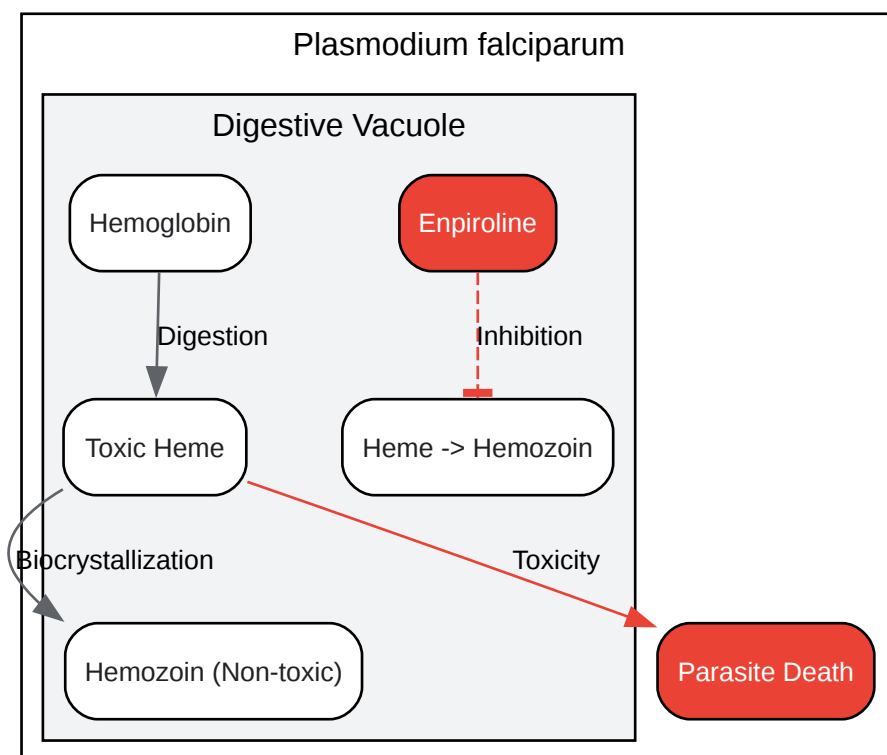 Plasmodium falciparum
Digestive Vacuole
Hemoglobin
Enpiroline
Digestion
Inhibition
Toxic Heme
Heme -> Hemozoin
Biocrystallization
Toxicity
Hemozoin (Non-toxic)
Parasite Death